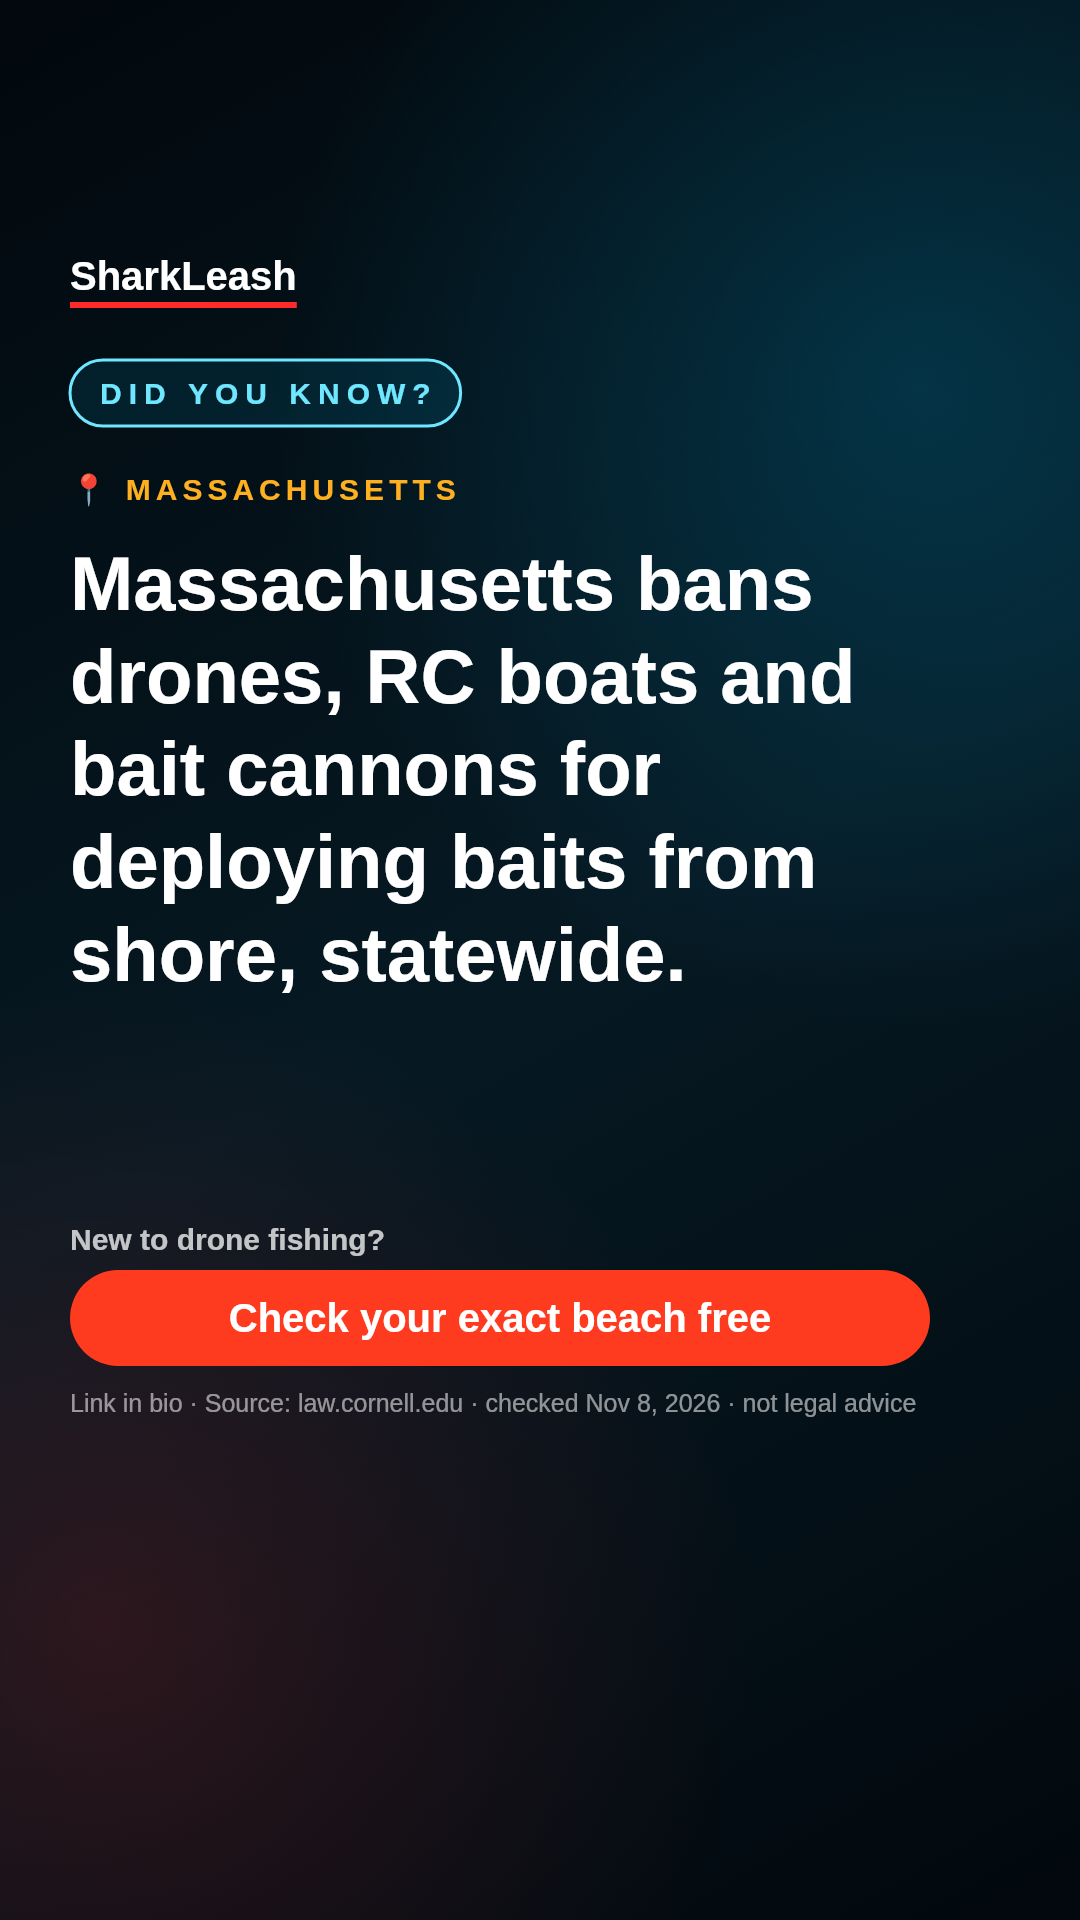 SharkLeash
DID YOU KNOW?
📍 MASSACHUSETTS
Massachusetts bans
drones, RC boats and
bait cannons for
deploying baits from
shore, statewide.
New to drone fishing?
Check your exact beach free
Link in bio · Source: law.cornell.edu · checked Nov 8, 2026 · not legal advice